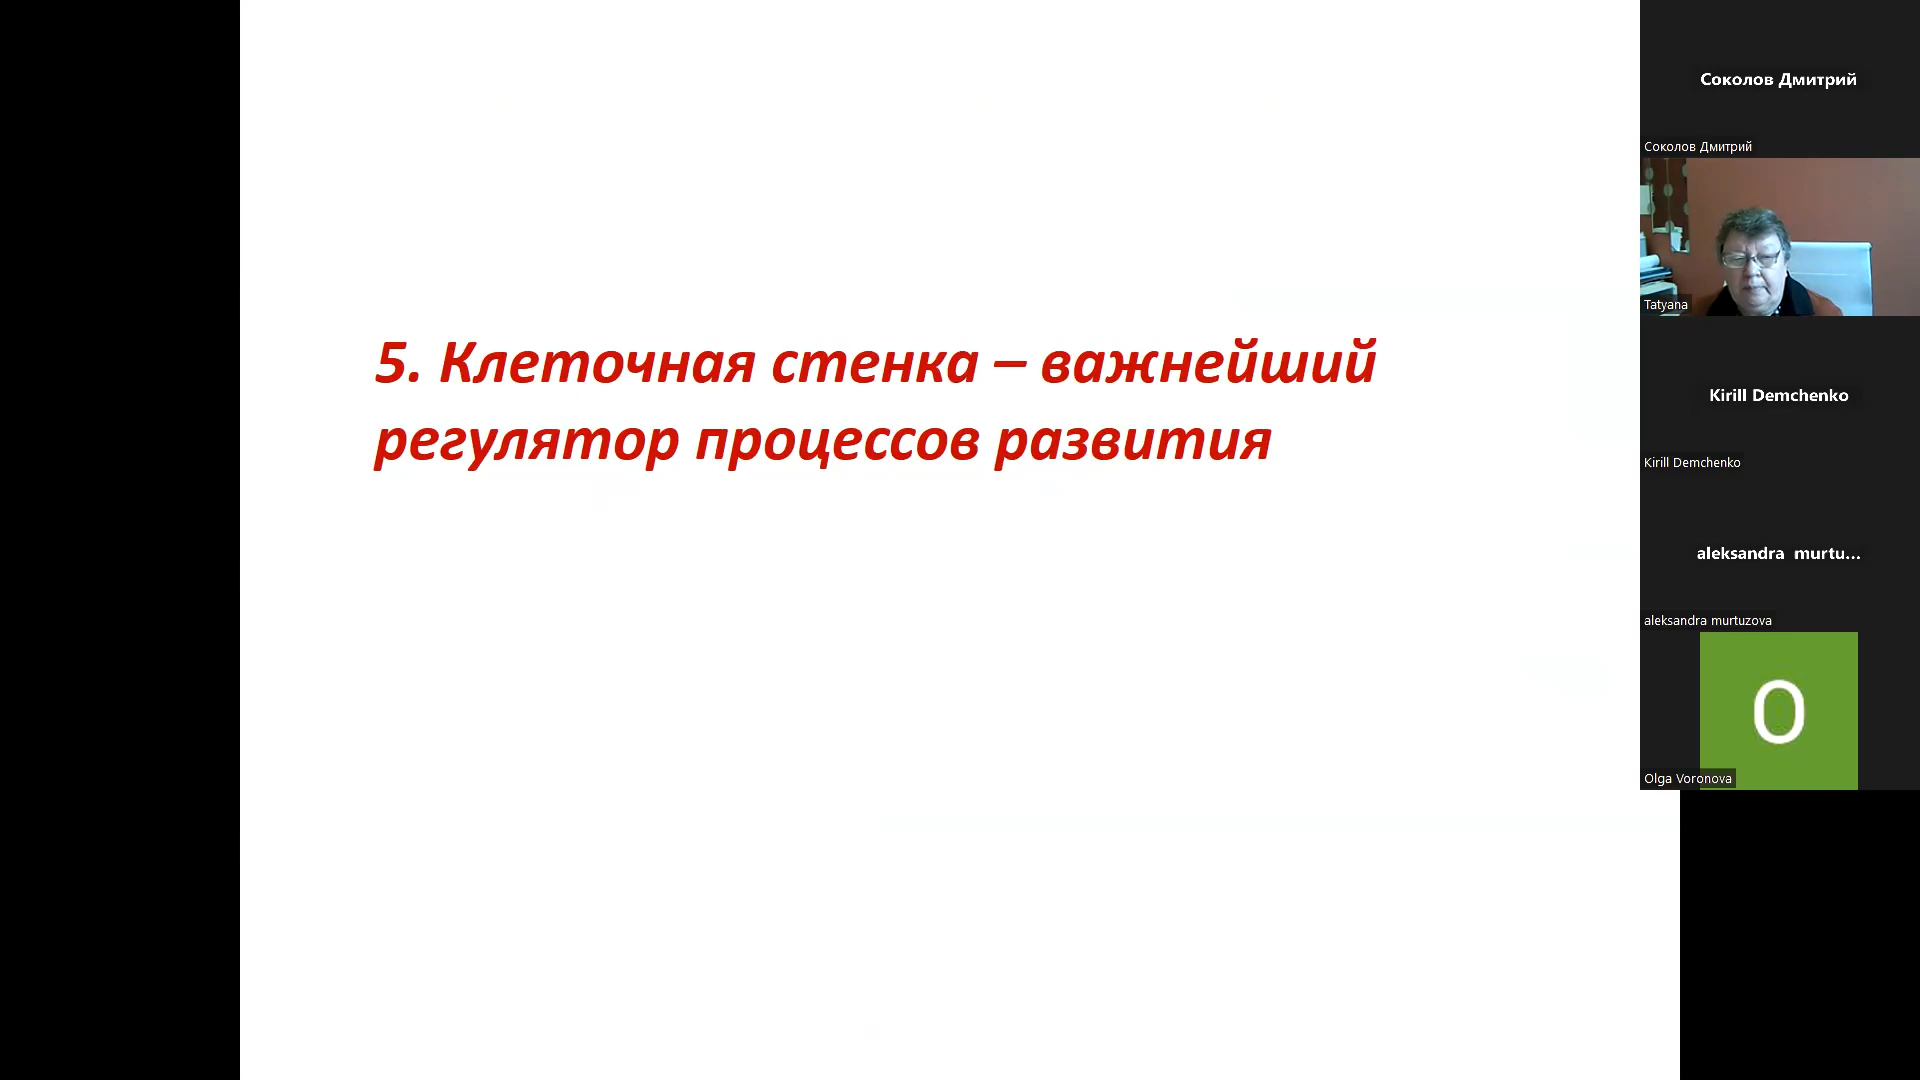 5. Клеточная стенка – важнейший
регулятор процессов развития
Соколов Дмитрий
Соколов Дмитрий
Tatyana
Kirill Demchenko
Kirill Demchenko
aleksandra murtu...
aleksandra murtuzova
O
Olga Voronova